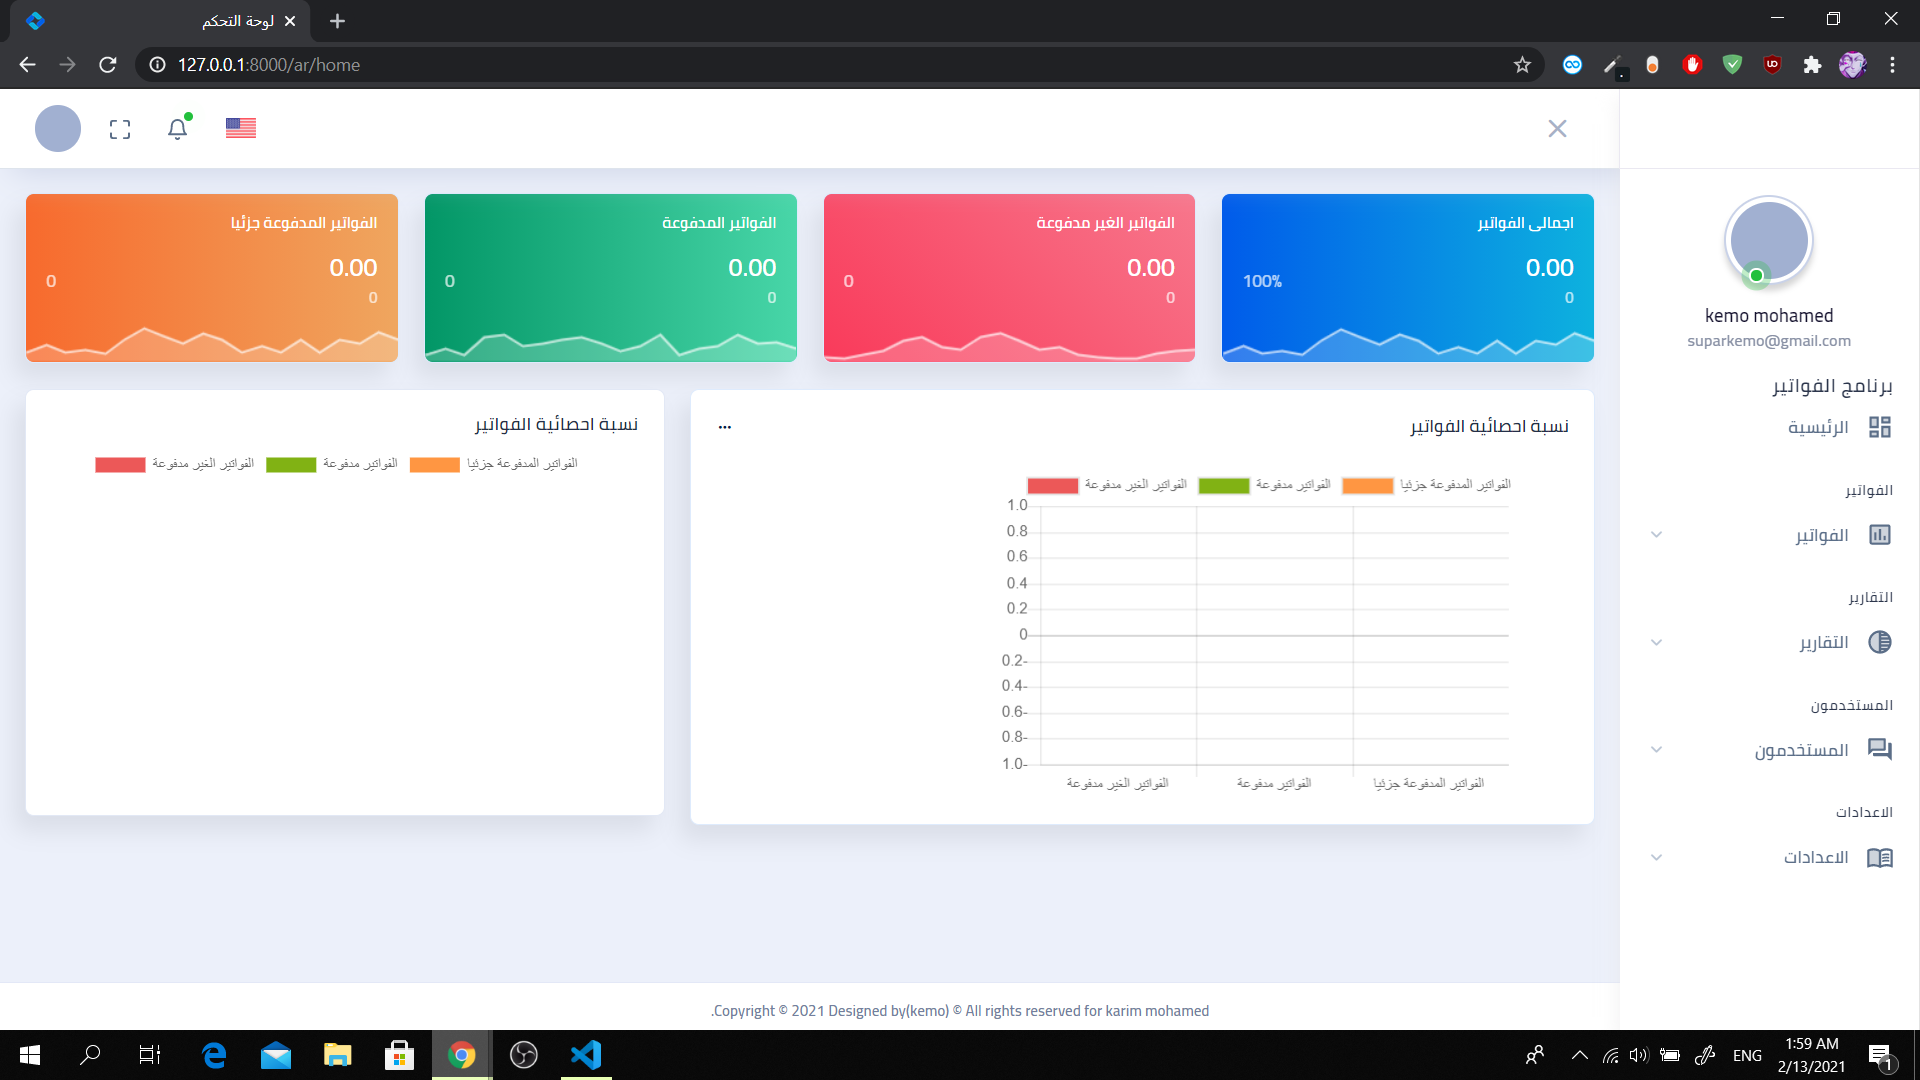 لوحة التحكم
127.0.0.1:8000/ar/home
اجمالى الفواتير
0.00
0
100%
الفواتير الغير مدفوعة
0.00
0
0
الفواتير المدفوعة
0.00
0
0
الفواتير المدفوعة جزئيا
0.00
0
0
kemo mohamed
suparkemo@gmail.com
برنامج الفواتير
الرئيسية
الفواتير
الفواتير
التقارير
التقارير
المستخدمون
المستخدمون
الاعدادات
الاعدادات
نسبة احصائية الفواتير
...
الفواتير الغير مدفوعة
الفواتير مدفوعة
الفواتير المدفوعة جزئيا
1.0
0.8
0.6
0.4
0.2
0
0.2-
0.4-
0.6-
0.8-
1.0-
الفواتير الغير مدفوعة
الفواتير مدفوعة
الفواتير المدفوعة جزئيا
نسبة احصائية الفواتير
الفواتير الغير مدفوعة
الفواتير مدفوعة
الفواتير المدفوعة جزئيا
.Copyright © 2021 Designed by(kemo) © All rights reserved for karim mohamed
ENG
1:59 AM
2/13/2021
1